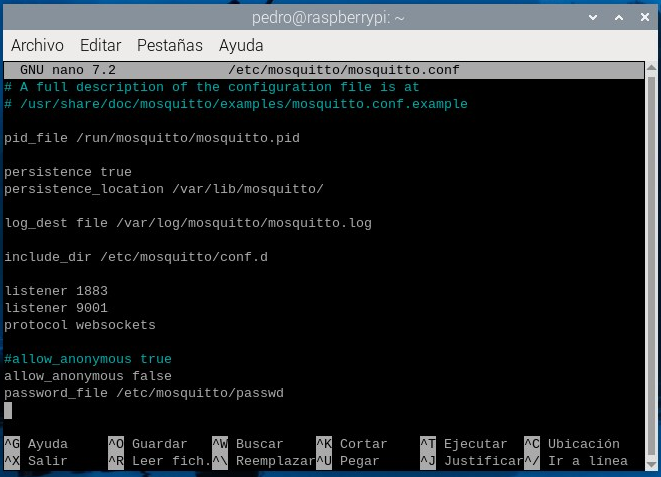 pedro@raspberrypi: ~
Archivo Editar Pestañas Ayuda
GNU nano 7.2 /etc/mosquitto/mosquitto.conf
# A full description of the configuration file is at
# /usr/share/doc/mosquitto/examples/mosquitto.conf.example
pid_file /run/mosquitto/mosquitto.pid
persistence true
persistence_location /var/lib/mosquitto/
log_dest file /var/log/mosquitto/mosquitto.log
include_dir /etc/mosquitto/conf.d
listener 1883
listener 9001
protocol websockets
#allow_anonymous true
allow_anonymous false
password_file /etc/mosquitto/passwd
^G Ayuda ^O Guardar ^W Buscar ^K Cortar ^T Ejecutar ^C Ubicación
^X Salir ^R Leer fich. ^\ Reemplazar ^U Pegar ^J Justificar ^/ Ir a línea